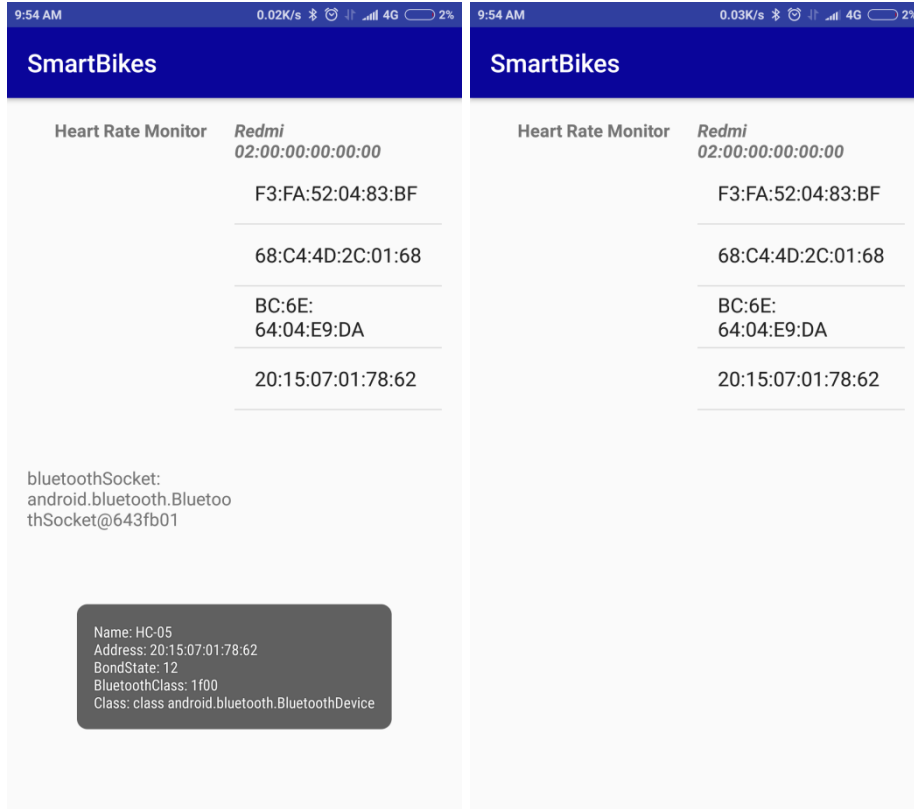 9:54 AM 0.02K/s 4G 2%
SmartBikes
Heart Rate Monitor Redmi
02:00:00:00:00:00
F3:FA:52:04:83:BF
68:C4:4D:2C:01:68
BC:6E:
64:04:E9:DA
20:15:07:01:78:62
bluetoothSocket:
android.bluetooth.Bluetoo
thSocket@643fb01
Name: HC-05
Address: 20:15:07:01:78:62
BondState: 12
BluetoothClass: 1f00
Class: class android.bluetooth.BluetoothDevice
9:54 AM 0.03K/s 4G 2%
SmartBikes
Heart Rate Monitor Redmi
02:00:00:00:00:00
F3:FA:52:04:83:BF
68:C4:4D:2C:01:68
BC:6E:
64:04:E9:DA
20:15:07:01:78:62